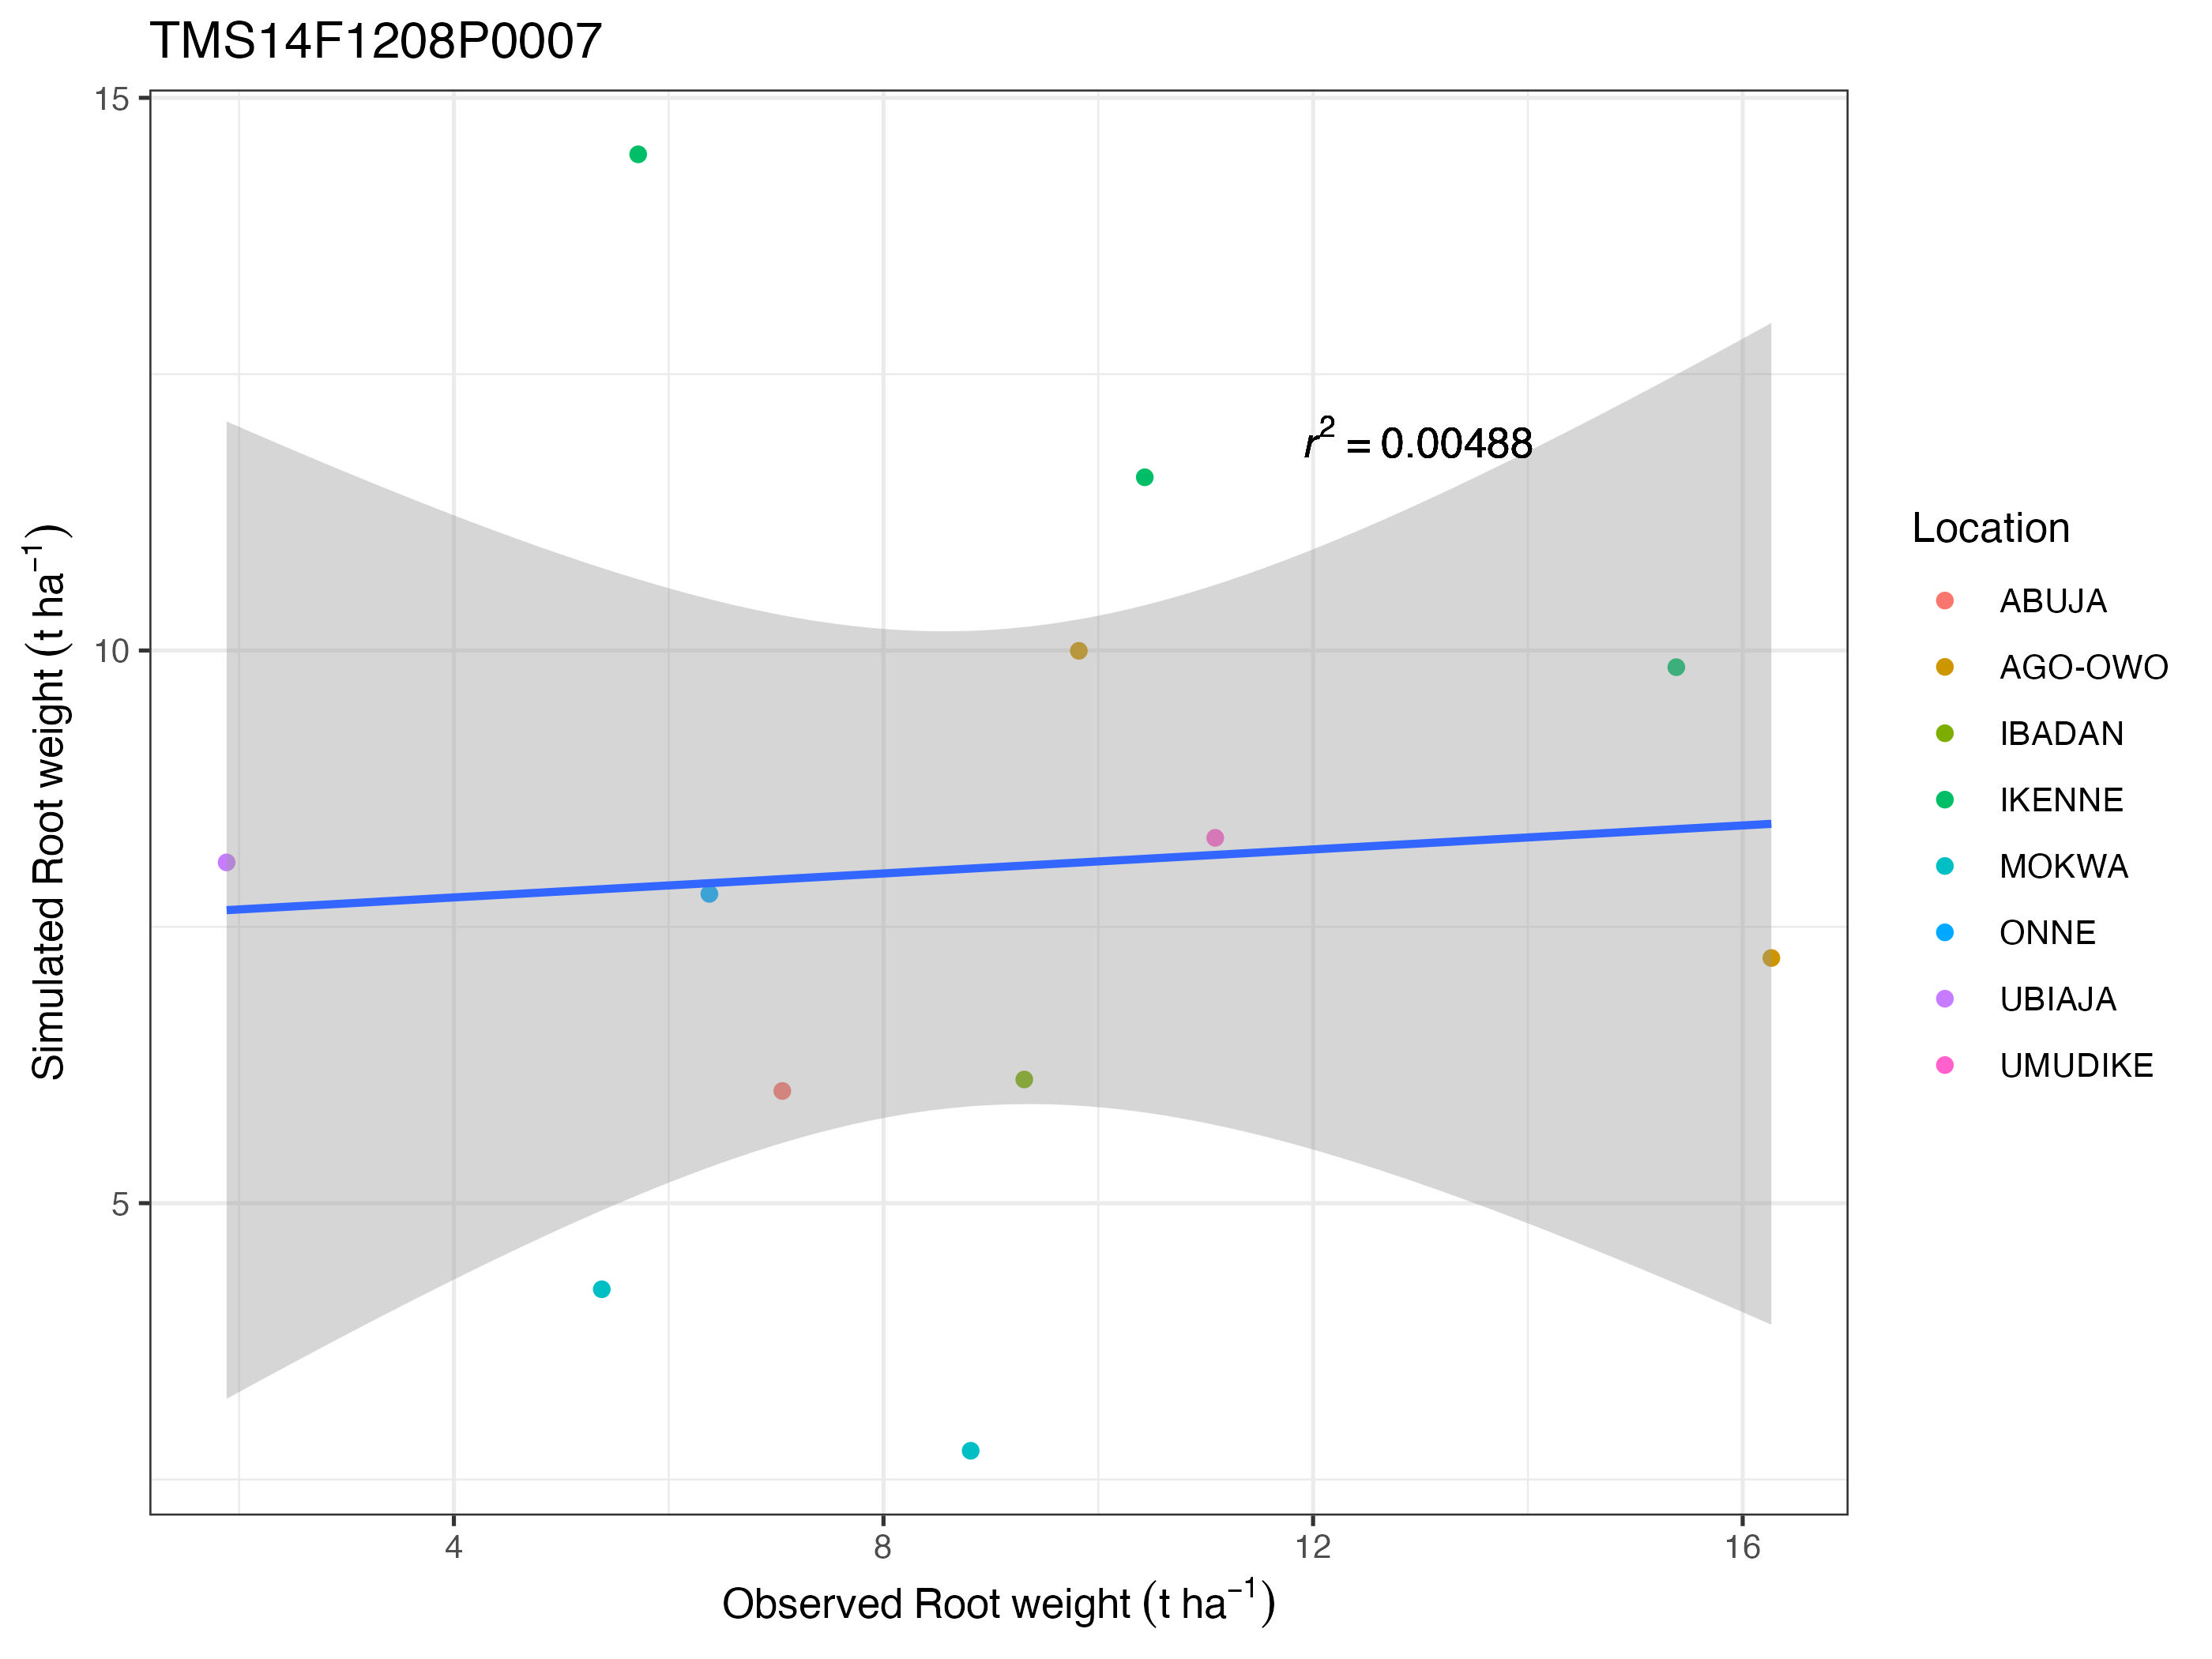 TMS14F1208P0007
15
10
5
Simulated Root weight (t ha⁻¹)
r² = 0.00488
4 8 12 16
Observed Root weight (t ha⁻¹)
Location
ABUJA
AGO-OWO
IBADAN
IKENNE
MOKWA
ONNE
UBIAJA
UMUDIKE